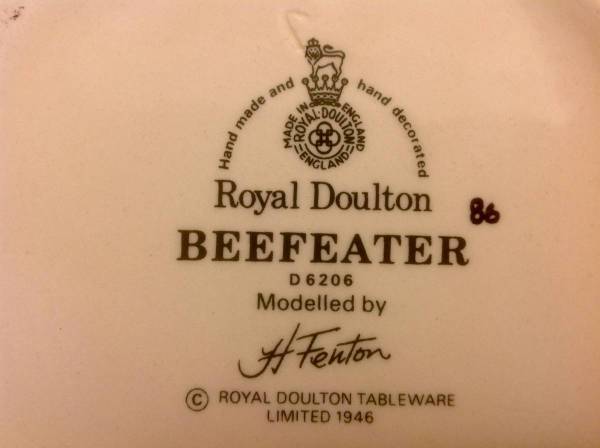 Hand made and hand decorated
MADE IN ENGLAND
ROYAL·DOULTON
ENGLAND
Royal Doulton
86
BEEFEATER
D 6206
Modelled by
H Fenton
© ROYAL DOULTON TABLEWARE
LIMITED 1946